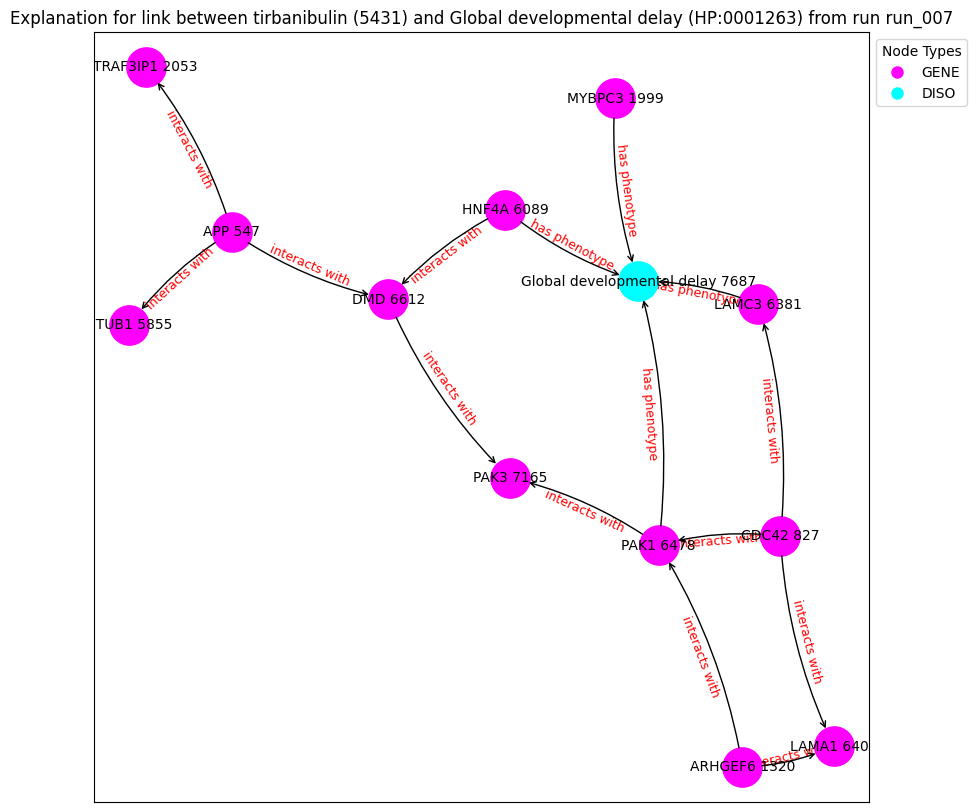 Explanation for link between tirbanibulin (5431) and Global developmental delay (HP:0001263) from run run_007
Node Types
GENE
DISO
TRAF3IP1 2053
MYBPC3 1999
interacts with
has phenotype
HNF4A 6089
APP 547
has phenotype
interacts with
interacts with
interacts with
Global developmental delay 7687
has phenotype
DMD 6612
LAMC3 6381
TUB1 5855
interacts with
has phenotype
interacts with
PAK3 7165
interacts with
interacts with
CDC42 827
PAK1 6478
interacts with
interacts with
LAMA1 640
interacts with
ARHGEF6 1320